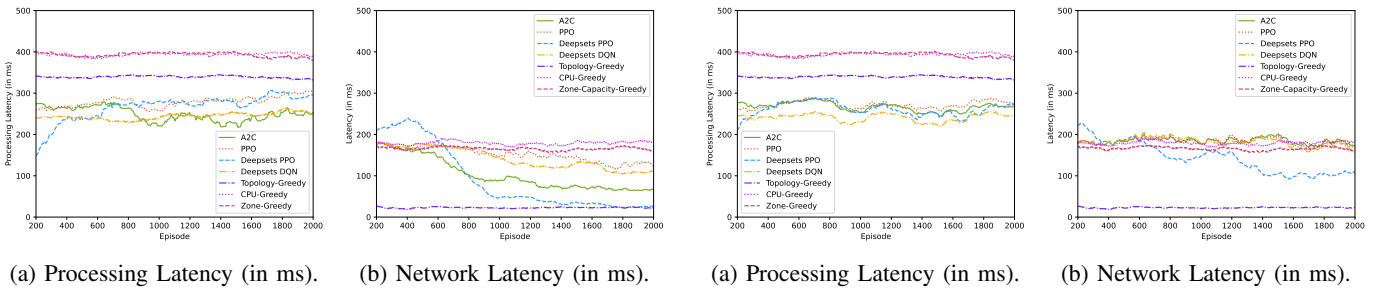 500
400
300
200
100
0
Processing Latency (in ms)
200 400 600 800 1000 1200 1400 1600 1800 2000
Episode
A2C
PPO
Deepsets PPO
Deepsets DQN
Topology-Greedy
CPU-Greedy
Zone-Greedy
(a) Processing Latency (in ms).
500
400
300
200
100
0
Latency (in ms)
200 400 600 800 1000 1200 1400 1600 1800 2000
Episode
A2C
PPO
Deepsets PPO
Deepsets DQN
Topology-Greedy
CPU-Greedy
Zone-Capacity-Greedy
(b) Network Latency (in ms).
500
400
300
200
100
0
Processing Latency (in ms)
200 400 600 800 1000 1200 1400 1600 1800 2000
Episode
A2C
PPO
Deepsets PPO
Deepsets DQN
Topology-Greedy
CPU-Greedy
Zone-Greedy
(a) Processing Latency (in ms).
500
400
300
200
100
0
Latency (in ms)
200 400 600 800 1000 1200 1400 1600 1800 2000
Episode
A2C
PPO
Deepsets PPO
Deepsets DQN
Topology-Greedy
CPU-Greedy
Zone-Capacity-Greedy
(b) Network Latency (in ms).